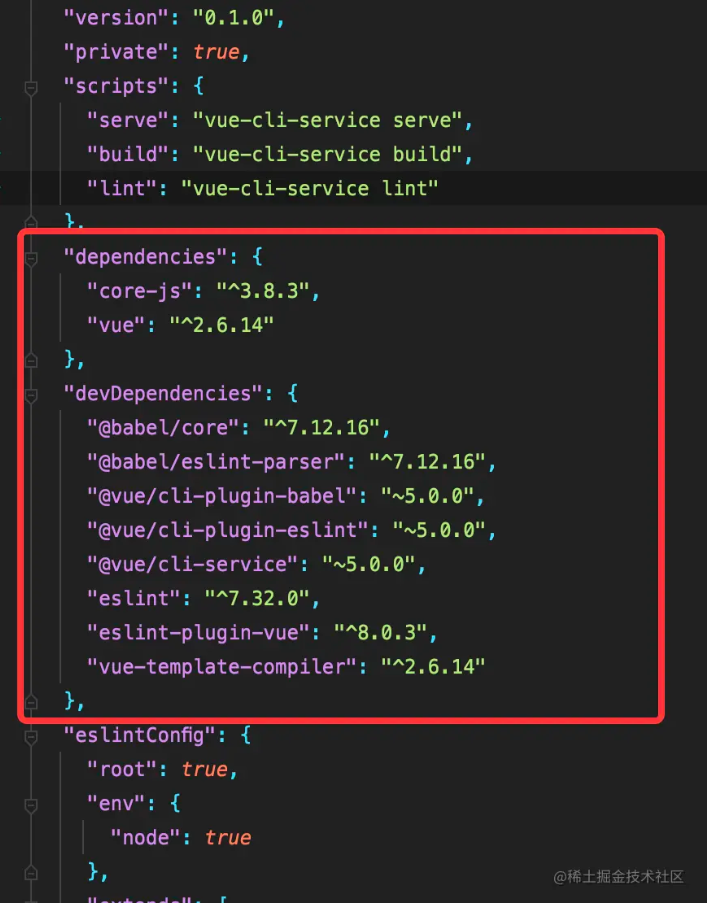 "version": "0.1.0",
"private": true,
"scripts": {
"serve": "vue-cli-service serve",
"build": "vue-cli-service build",
"lint": "vue-cli-service lint"
},
"dependencies": {
"core-js": "^3.8.3",
"vue": "^2.6.14"
},
"devDependencies": {
"@babel/core": "^7.12.16",
"@babel/eslint-parser": "^7.12.16",
"@vue/cli-plugin-babel": "~5.0.0",
"@vue/cli-plugin-eslint": "~5.0.0",
"@vue/cli-service": "~5.0.0",
"eslint": "^7.32.0",
"eslint-plugin-vue": "^8.0.3",
"vue-template-compiler": "^2.6.14"
},
"eslintConfig": {
"root": true,
"env": {
"node": true
},
"extends": [
@稀土掘金技术社区